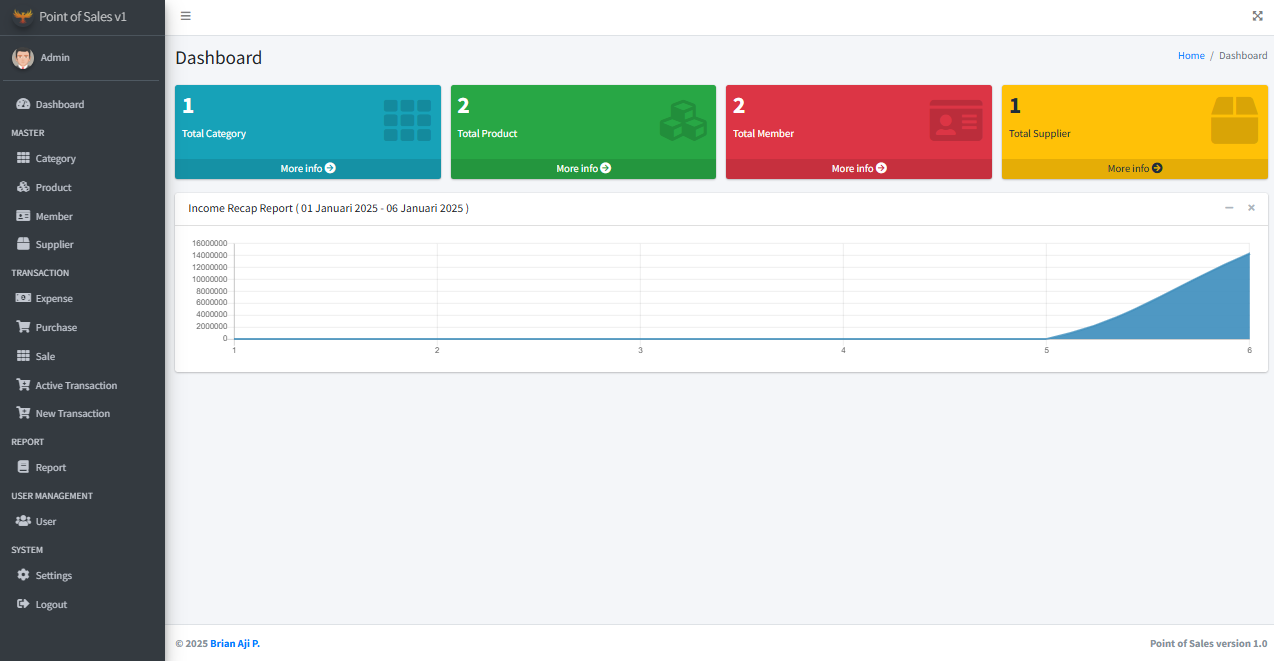 Point of Sales v1
Admin
Dashboard
MASTER
Category
Product
Member
Supplier
TRANSACTION
Expense
Purchase
Sale
Active Transaction
New Transaction
REPORT
Report
USER MANAGEMENT
User
SYSTEM
Settings
Logout
Dashboard
Home / Dashboard
1
Total Category
More info
2
Total Product
More info
2
Total Member
More info
1
Total Supplier
More info
Income Recap Report ( 01 Januari 2025 - 06 Januari 2025 )
16000000
14000000
12000000
10000000
8000000
6000000
4000000
2000000
0
1 2 3 4 5 6
© 2025 Brian Aji P.
Point of Sales version 1.0